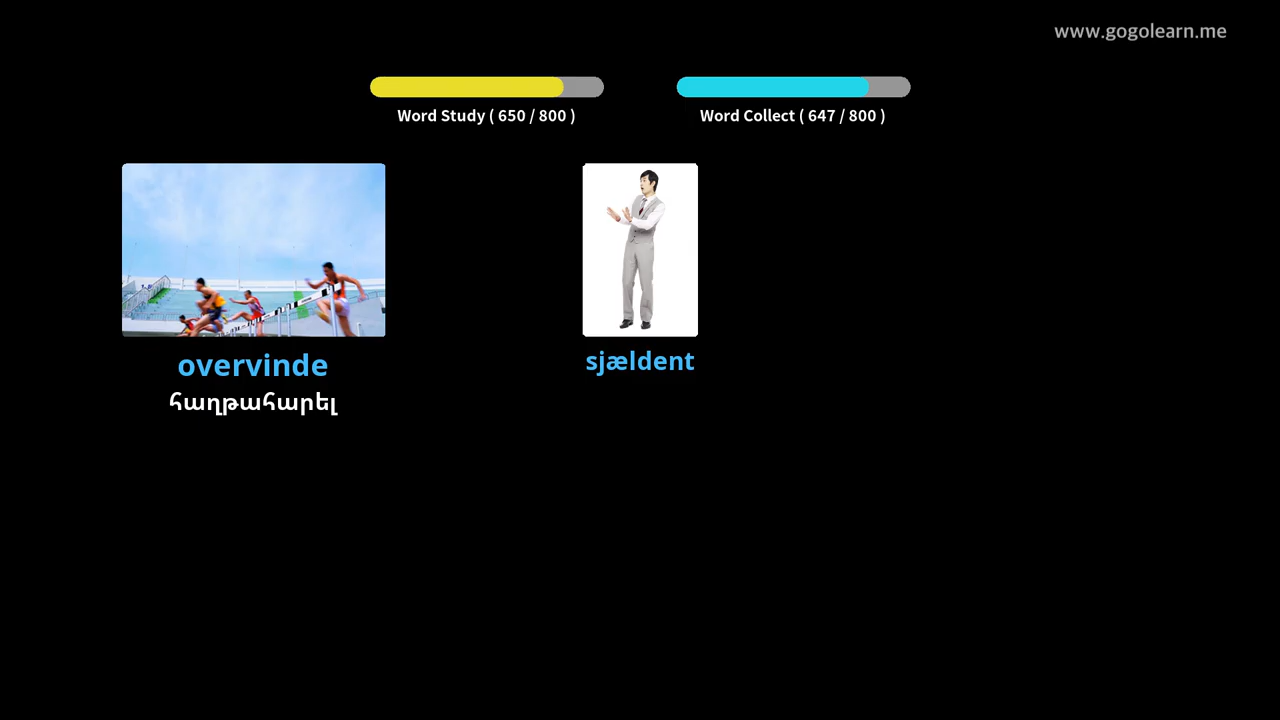 www.gogolearn.me
Word Study ( 650 / 800 )
Word Collect ( 647 / 800 )
overvinde
հաղթահարել
sjældent